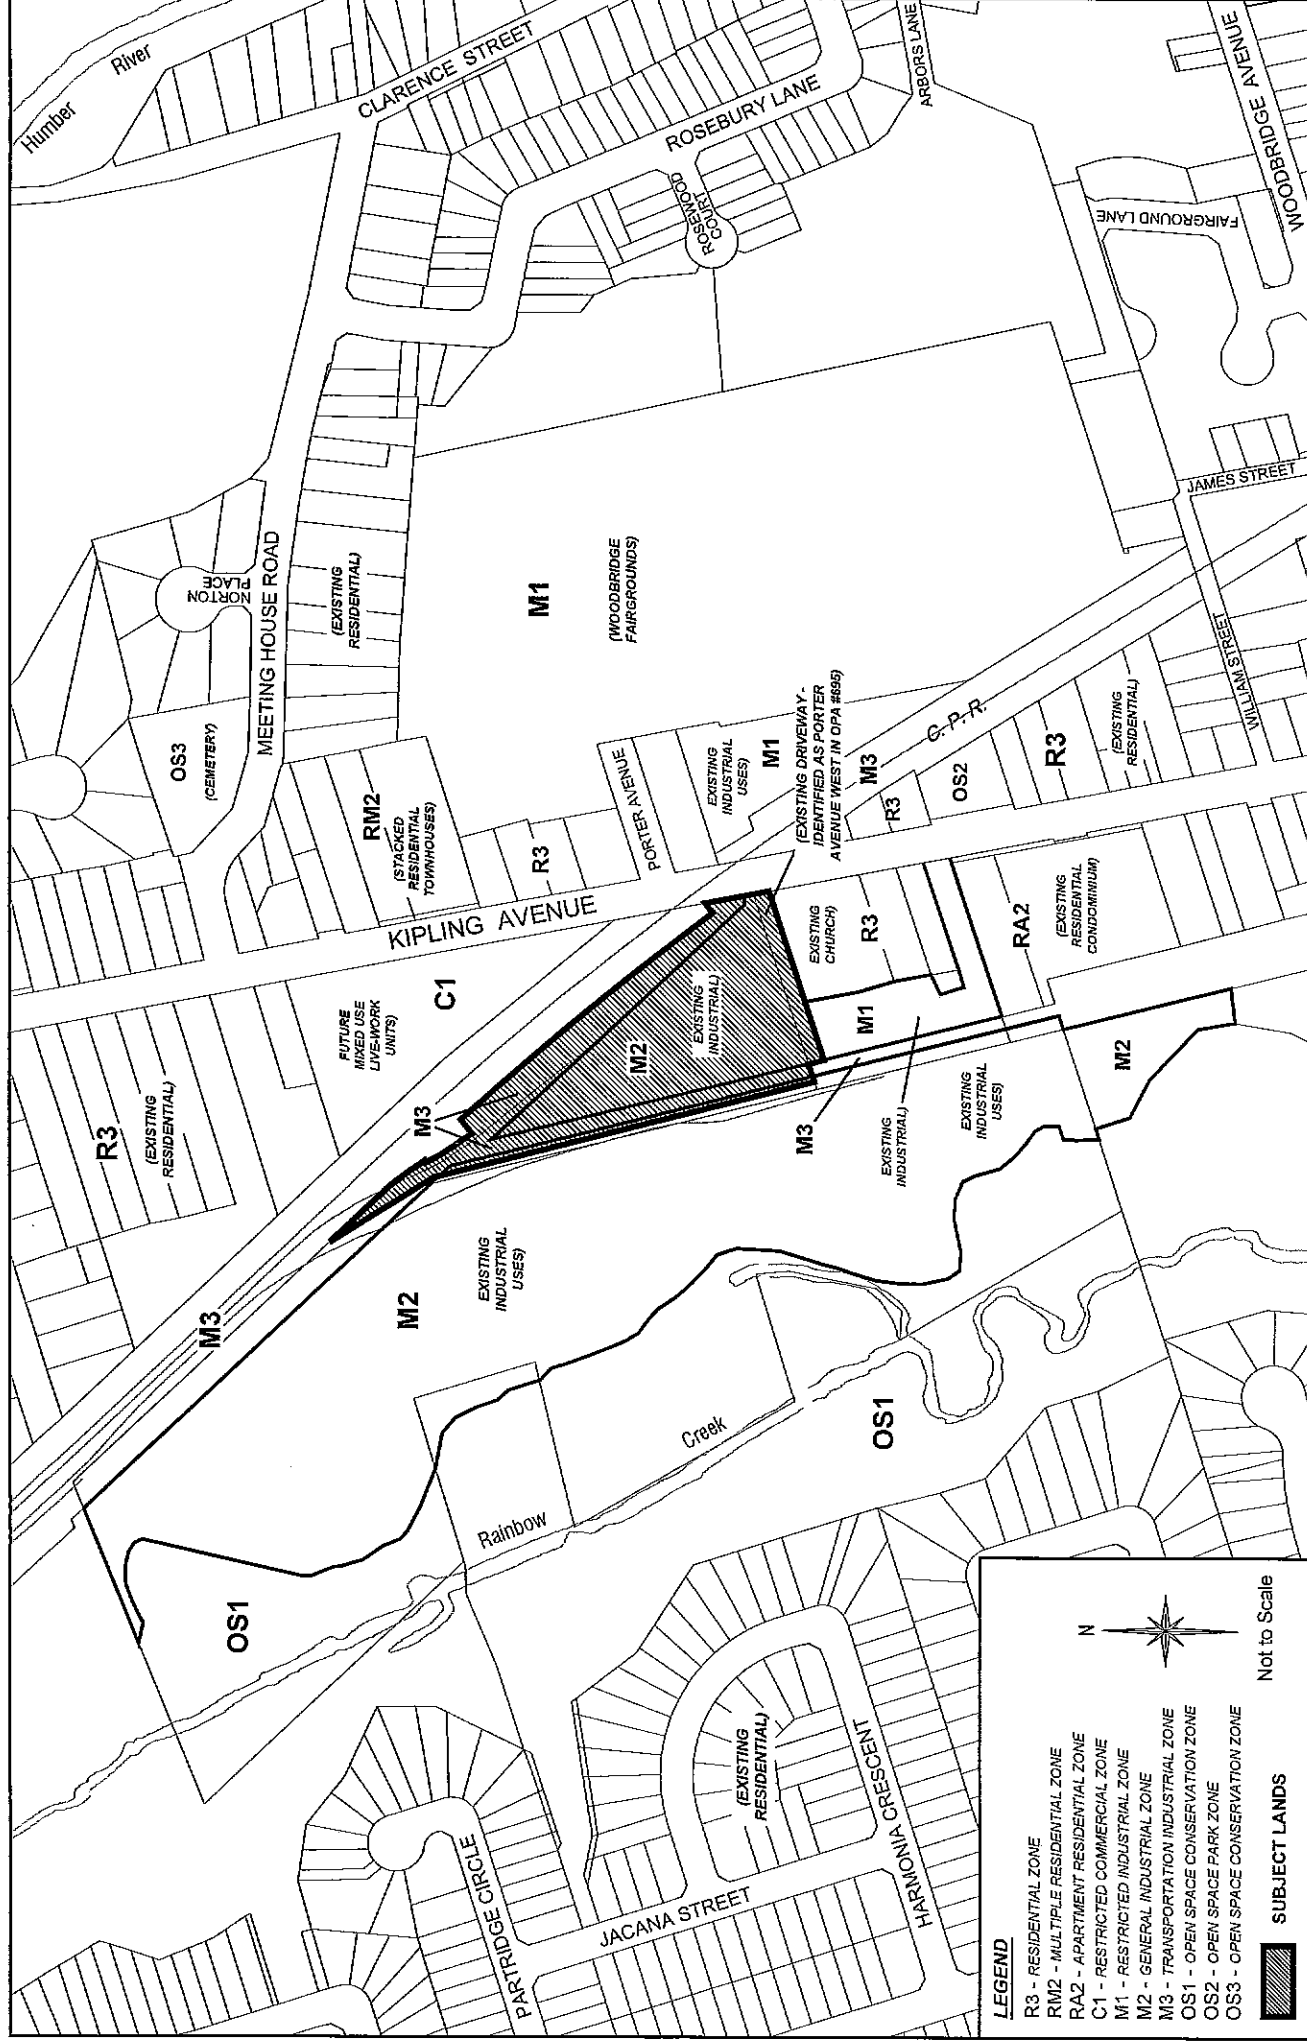 Humber
River
CLARENCE STREET
ROSEBURY LANE
ARBORS LANE
ROSEWOOD
COURT
WOODBRIDGE AVENUE
FAIRGROUND LANE
JAMES STREET
WILLIAM STREET
NORTON
PLACE
MEETING HOUSE ROAD
(EXISTING
RESIDENTIAL)
M1
(WOODBRIDGE
FAIRGROUNDS)
OS3
(CEMETERY)
RM2
(STACKED
RESIDENTIAL
TOWNHOUSES)
R3
PORTER AVENUE
EXISTING
INDUSTRIAL
USES)
M1
(EXISTING DRIVEWAY -
IDENTIFIED AS PORTER
AVENUE WEST IN OPA #695)
M3
C.P.R.
R3
OS2
R3
(EXISTING
RESIDENTIAL)
KIPLING AVENUE
C1
FUTURE
MIXED USE
LIVE-WORK
UNITS)
R3
(EXISTING
RESIDENTIAL)
M3
M2
EXISTING
INDUSTRIAL)
EXISTING
CHURCH)
R3
RA2
(EXISTING
RESIDENTIAL
CONDOMINIUM)
M1
M3
EXISTING
INDUSTRIAL)
EXISTING
INDUSTRIAL
USES)
M2
M3
M2
EXISTING
INDUSTRIAL
USES)
OS1
Rainbow
Creek
OS1
PARTRIDGE CIRCLE
JACANA STREET
HARMONIA CRESCENT
(EXISTING
RESIDENTIAL)
LEGEND
R3 - RESIDENTIAL ZONE
RM2 - MULTIPLE RESIDENTIAL ZONE
RA2 - APARTMENT RESIDENTIAL ZONE
C1 - RESTRICTED COMMERCIAL ZONE
M1 - RESTRICTED INDUSTRIAL ZONE
M2 - GENERAL INDUSTRIAL ZONE
M3 - TRANSPORTATION INDUSTRIAL ZONE
OS1 - OPEN SPACE CONSERVATION ZONE
OS2 - OPEN SPACE PARK ZONE
OS3 - OPEN SPACE CONSERVATION ZONE
SUBJECT LANDS
N
Not to Scale